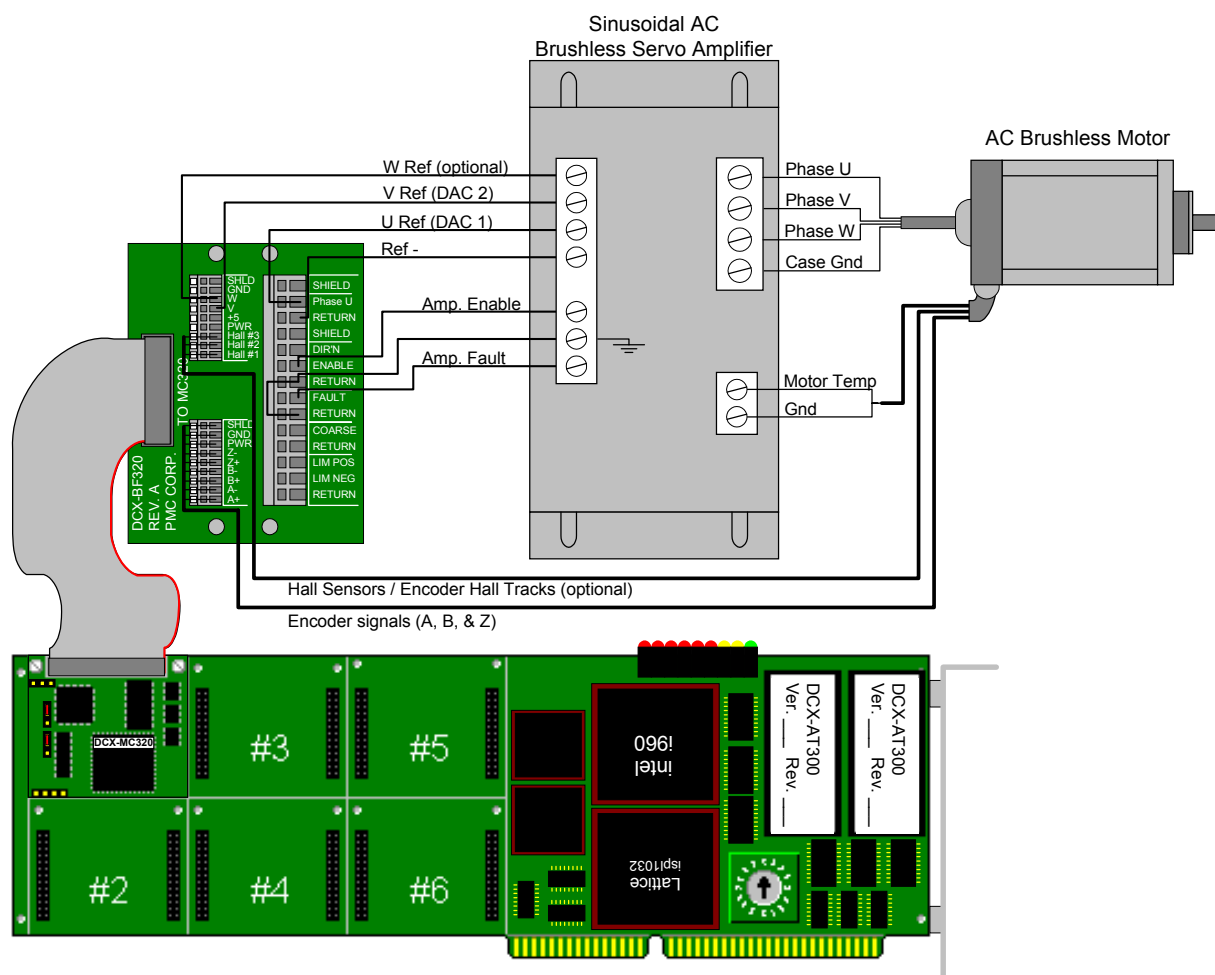 Sinusoidal AC
Brushless Servo Amplifier
AC Brushless Motor
W Ref (optional)
V Ref (DAC 2)
U Ref (DAC 1)
Ref -
Amp. Enable
Amp. Fault
Phase U
Phase V
Phase W
Case Gnd
Motor Temp
Gnd
SHLD
GND
W
V
+5
PWR
Hall #3
Hall #2
Hall #1
SHLD
GND
PWR
Z-
Z+
B-
B+
A-
A+
TO MC320
DCX-BF320
REV. A
PMC CORP.
SHIELD
Phase U
RETURN
SHIELD
DIR'N
ENABLE
RETURN
FAULT
RETURN
COARSE
RETURN
LIM POS
LIM NEG
RETURN
Hall Sensors / Encoder Hall Tracks (optional)
Encoder signals (A, B, & Z)
DCX-MC320
#3
#5
#2
#4
#6
intel
i960
Lattice
ispl1032
DCX-AT300
Ver. ___ Rev. ___
DCX-AT300
Ver. ___ Rev. ___